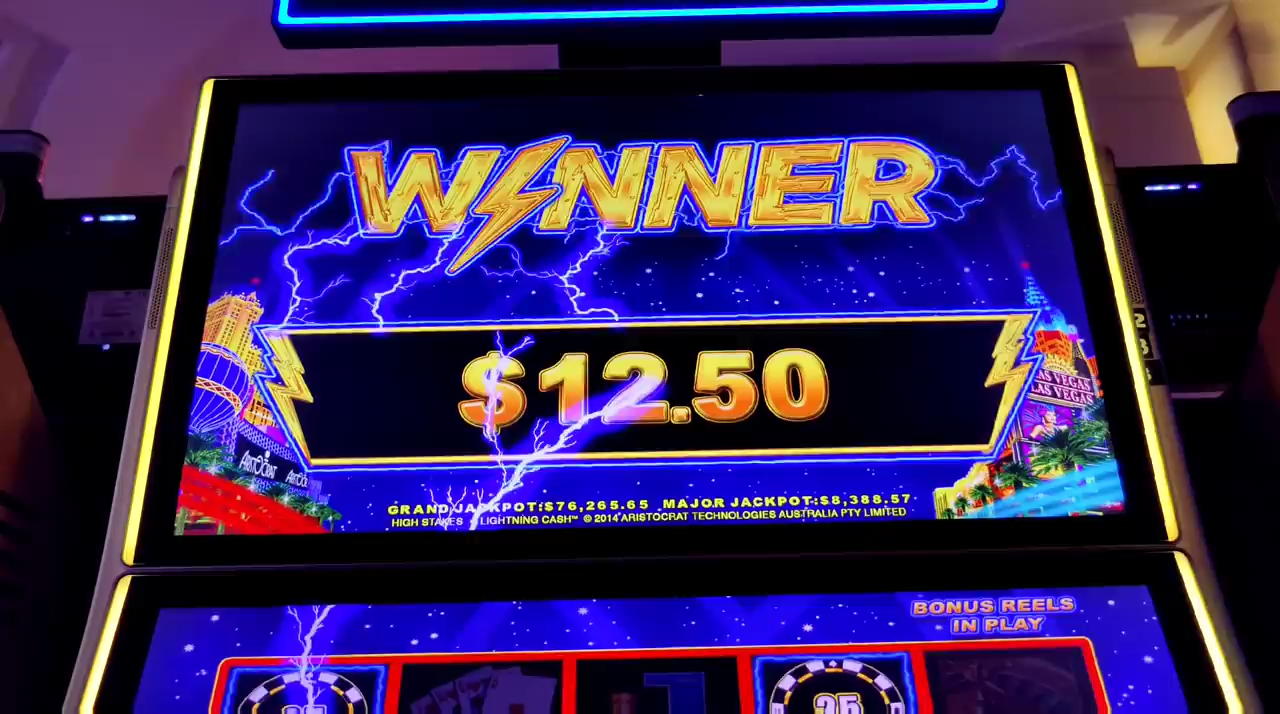 WINNER
$12.50
LAS VEGAS
LAS VEGAS
ARISTOCRAT
GRAND JACKPOT:$76,265.65 MAJOR JACKPOT:$8,388.57
HIGH STAKES LIGHTNING CASH™ © 2014 ARISTOCRAT TECHNOLOGIES AUSTRALIA PTY LIMITED
BONUS REELS
IN PLAY